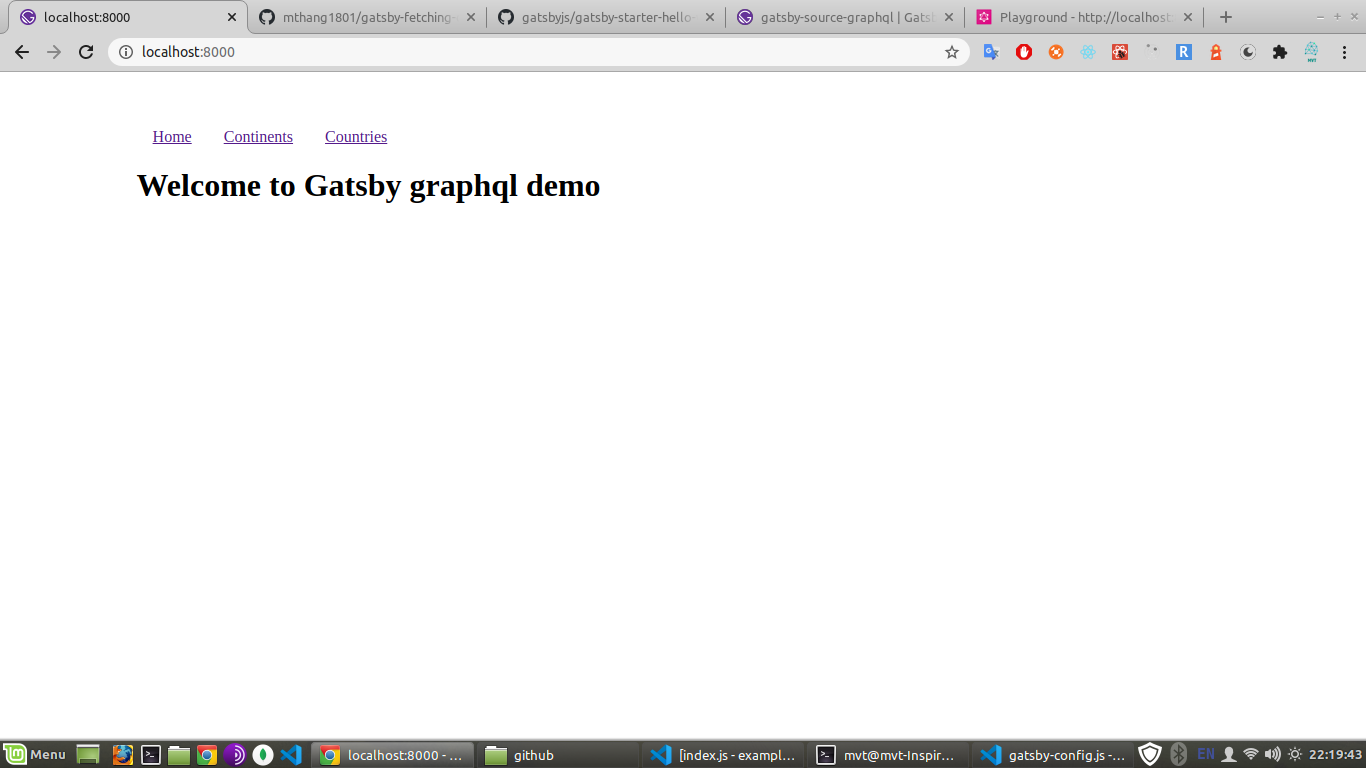 localhost:8000
mthang1801/gatsby-fetching-
gatsbyjs/gatsby-starter-hello-
gatsby-source-graphql | Gatsb
Playground - http://localhost:
localhost:8000
Home Continents Countries
Welcome to Gatsby graphql demo
Menu
localhost:8000 - ...
github
[index.js - exampl...
mvt@mvt-Inspir...
gatsby-config.js -...
EN
22:19:43